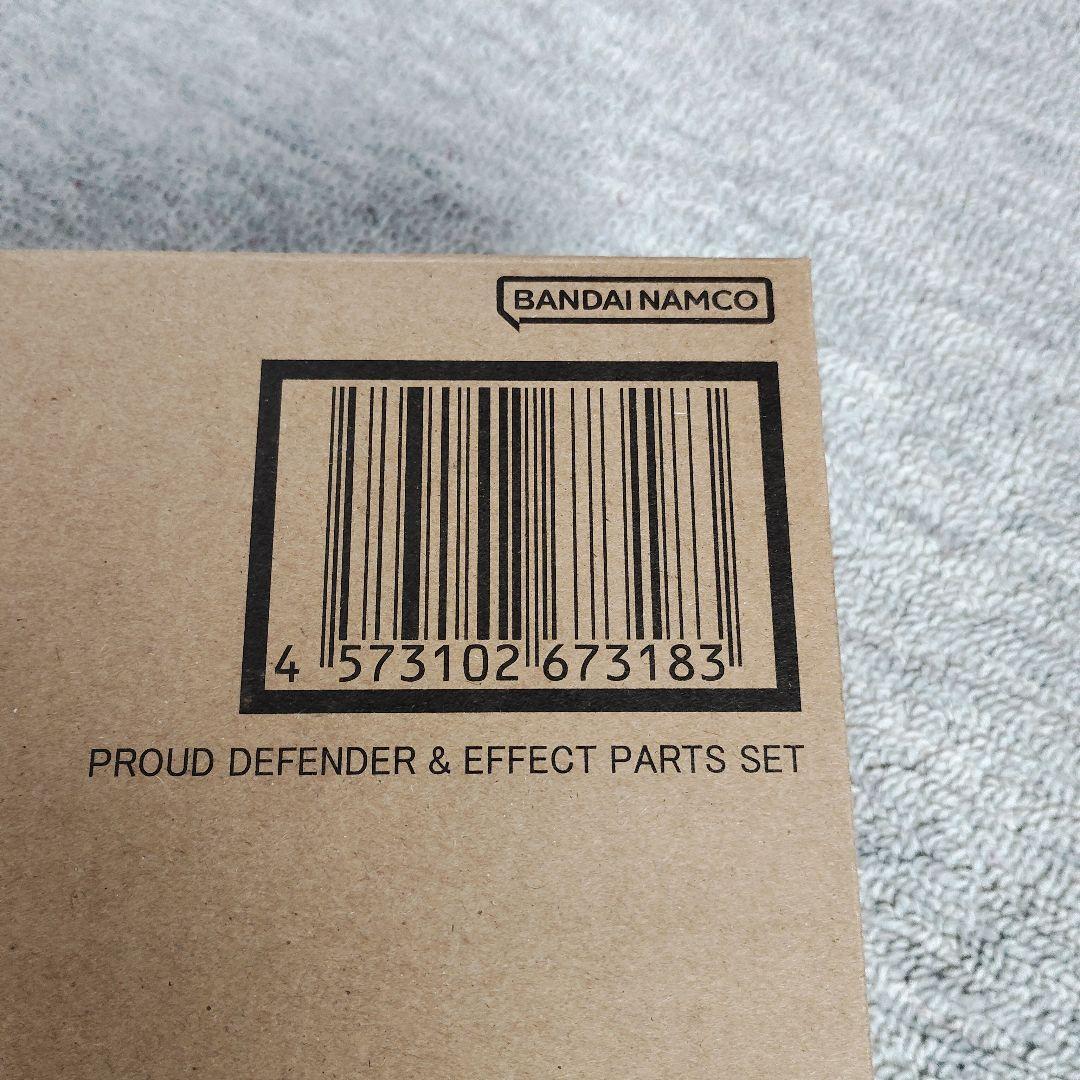 BANDAI NAMCO
4 573102 673183
PROUD DEFENDER & EFFECT PARTS SET